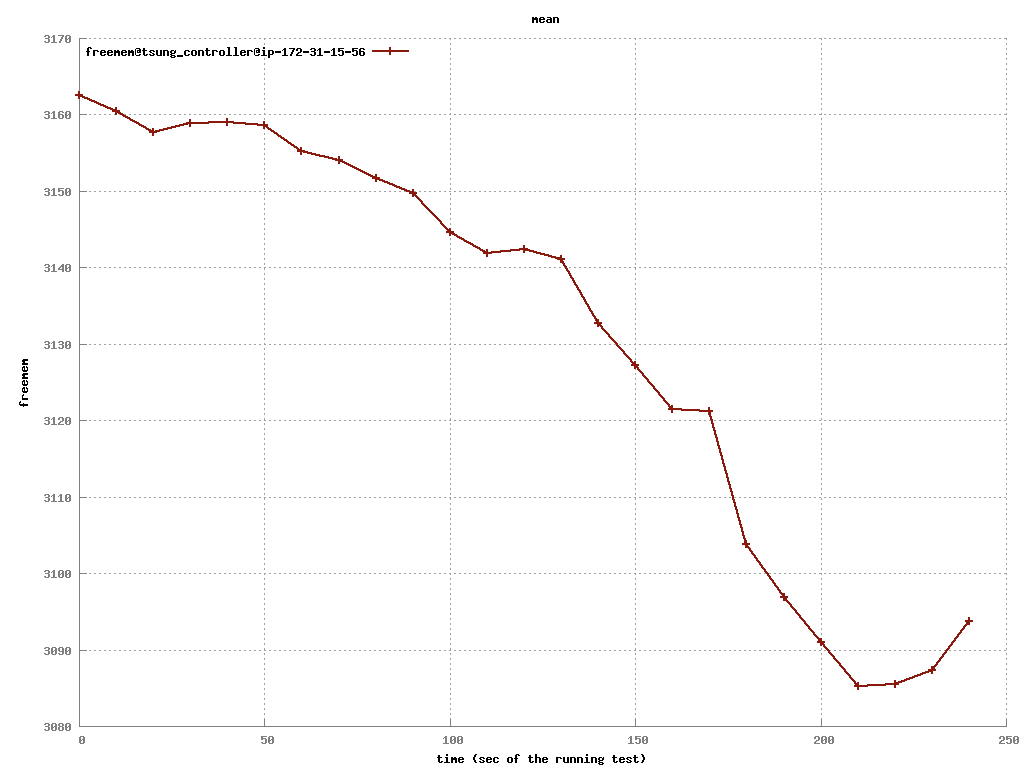 mean
3170
freemem@tsung_controller@ip-172-31-15-56
3160
3150
3140
3130
freemem
3120
3110
3100
3090
3080
0 50 100 150 200 250
time (sec of the running test)